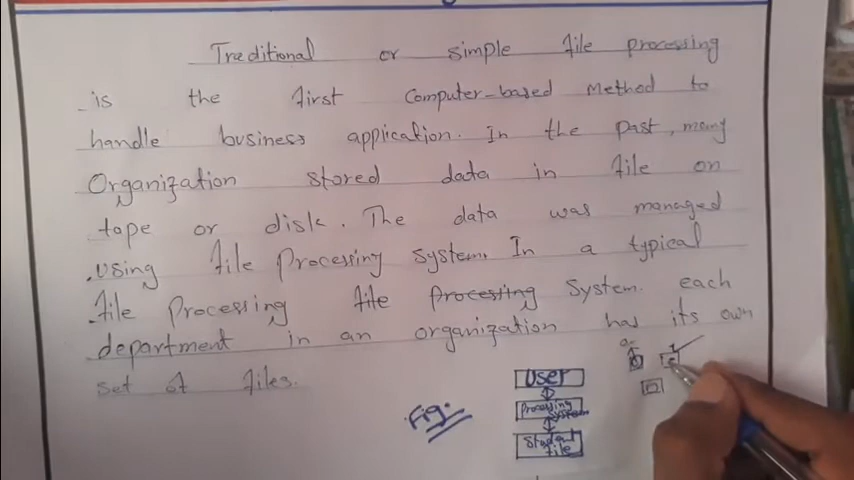 Traditional or simple file processing
is the first Computer-based Method to
handle business application. In the past, many
Organization stored data in file on
tape or disk. The data was managed
using file Processing system. In a typical
file Processing file Processing System. each
department in an organization has its own
set of files.
User
Processing
System
Student
file
Fig: